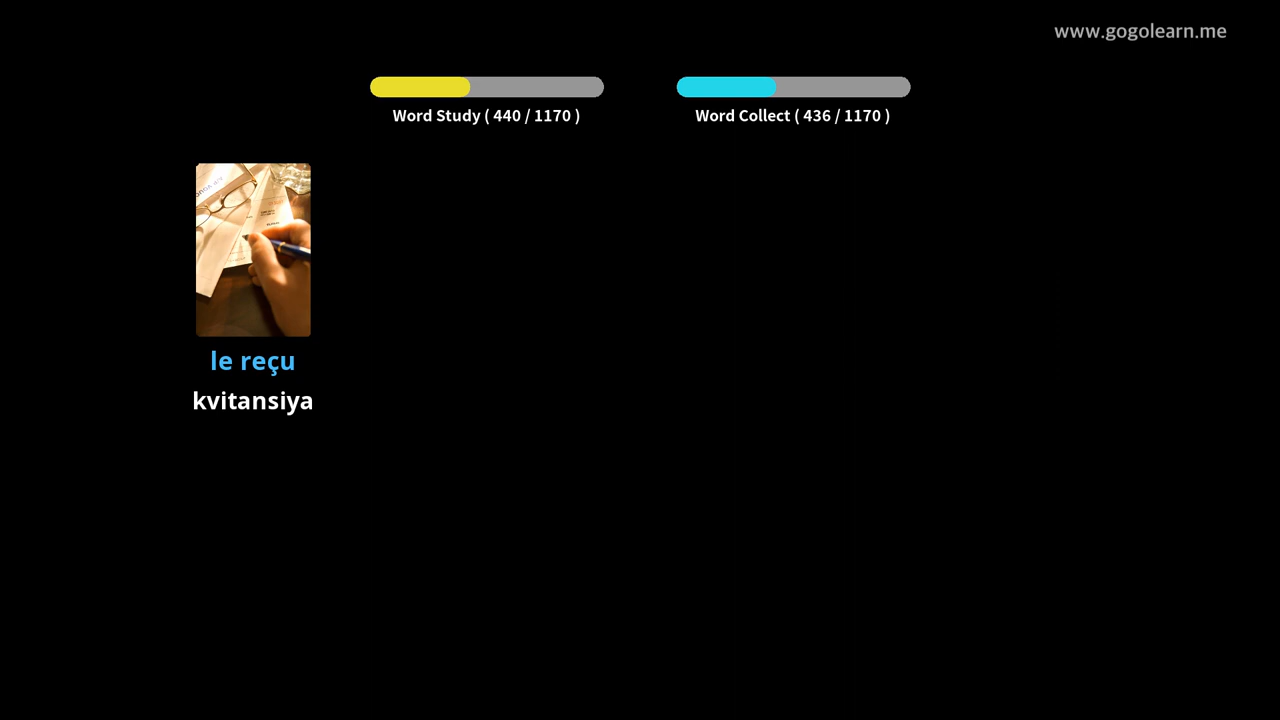 www.gogolearn.me
Word Study ( 440 / 1170 )
Word Collect ( 436 / 1170 )
le reçu
kvitansiya